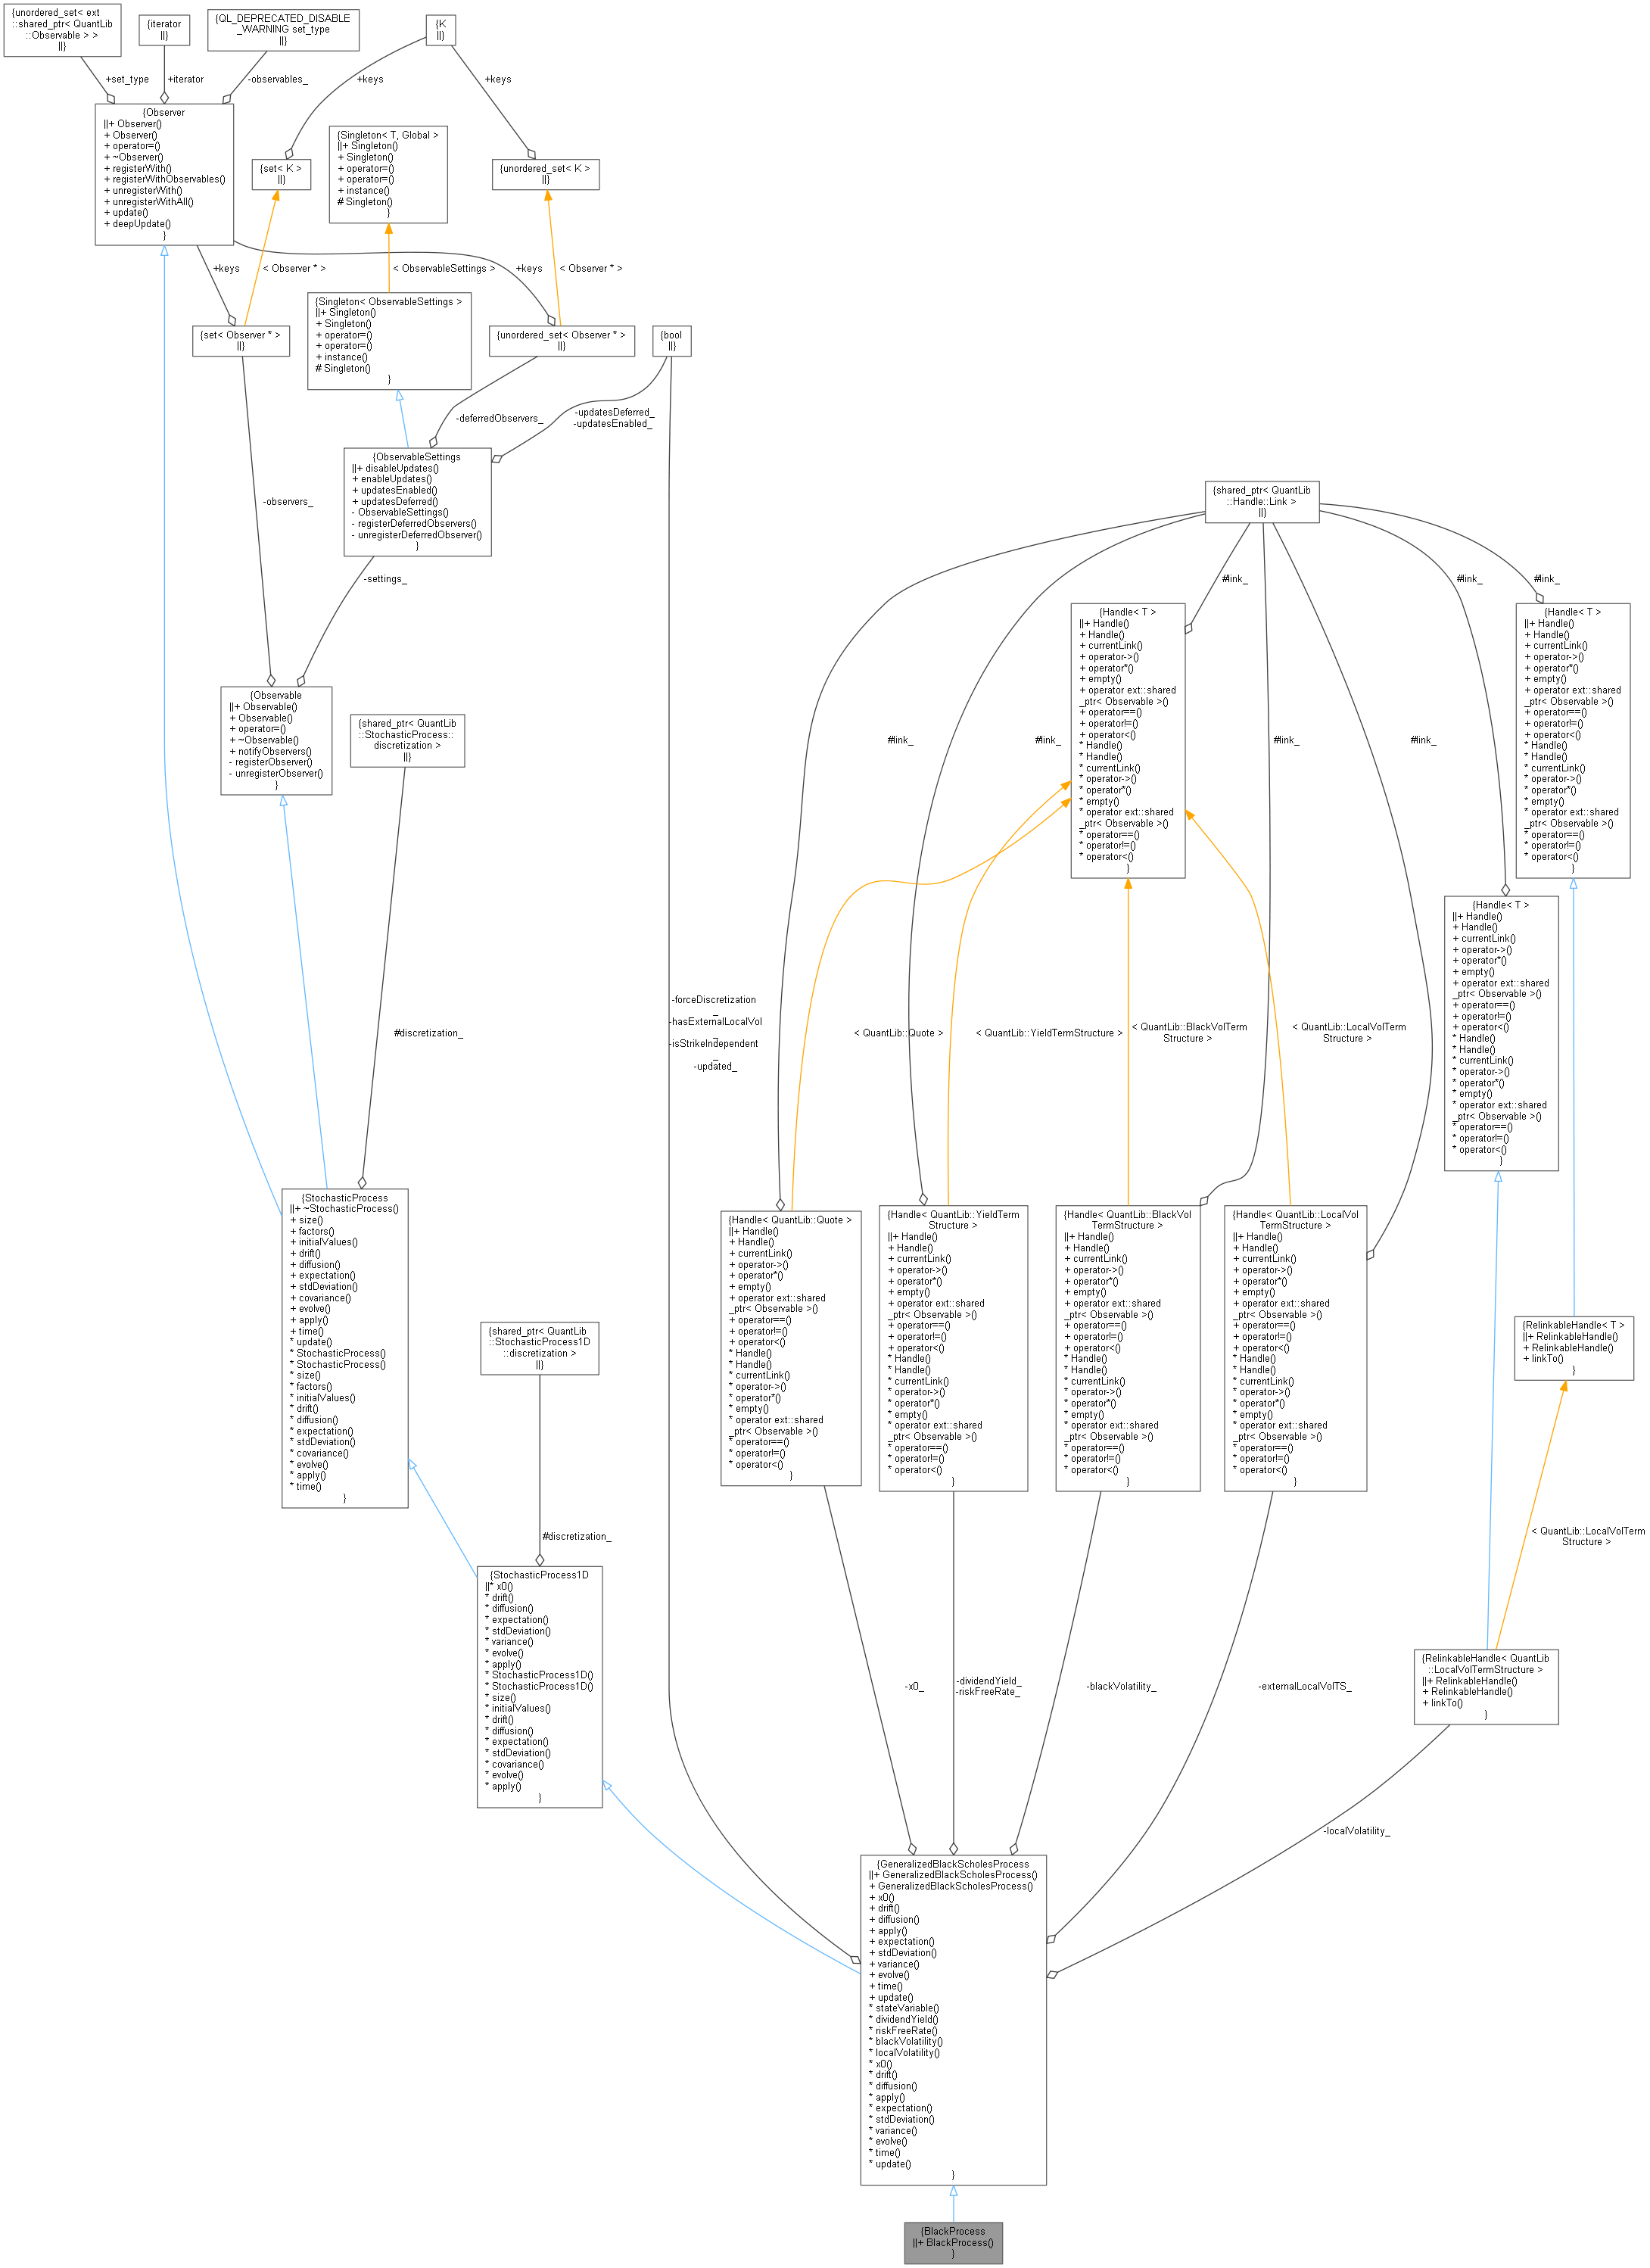 {unordered_set< ext
::shared_ptr< QuantLib
::Observable > >
||}
{iterator
||}
{QL_DEPRECATED_DISABLE
_WARNING set_type
||}
{K
||}
+set_type
+iterator
-observables_
+keys
+keys
{Observer
||+ Observer()
+ Observer()
+ operator=()
+ ~Observer()
+ registerWith()
+ registerWithObservables()
+ unregisterWith()
+ unregisterWithAll()
+ update()
+ deepUpdate()
}
{set< K >
||}
{Singleton< T, Global >
||+ Singleton()
+ Singleton()
+ operator=()
+ operator=()
+ instance()
# Singleton()
}
{unordered_set< K >
||}
+keys
< Observer * >
< ObservableSettings >
+keys
< Observer * >
{set< Observer * >
||}
{Singleton< ObservableSettings >
||+ Singleton()
+ Singleton()
+ operator=()
+ operator=()
+ instance()
# Singleton()
}
{unordered_set< Observer * >
||}
{bool
||}
-deferredObservers_
-updatesDeferred_
-updatesEnabled_
-observers_
{ObservableSettings
||+ disableUpdates()
+ enableUpdates()
+ updatesEnabled()
+ updatesDeferred()
- ObservableSettings()
- registerDeferredObservers()
- unregisterDeferredObserver()
}
-settings_
{shared_ptr< QuantLib
::Handle::Link >
||}
#link_
#link_
#link_
{Observable
||+ Observable()
+ Observable()
+ operator=()
+ ~Observable()
+ notifyObservers()
- registerObserver()
- unregisterObserver()
}
{shared_ptr< QuantLib
::StochasticProcess::
discretization >
||}
{Handle< T >
||+ Handle()
+ Handle()
+ currentLink()
+ operator->()
+ operator*()
+ empty()
+ operator ext::shared
_ptr< Observable >()
+ operator==()
+ operator!=()
+ operator<()
* Handle()
* Handle()
* currentLink()
* operator->()
* operator*()
* empty()
* operator ext::shared
_ptr< Observable >()
* operator==()
* operator!=()
* operator<()
}
{Handle< T >
||+ Handle()
+ Handle()
+ currentLink()
+ operator->()
+ operator*()
+ empty()
+ operator ext::shared
_ptr< Observable >()
+ operator==()
+ operator!=()
+ operator<()
* Handle()
* Handle()
* currentLink()
* operator->()
* operator*()
* empty()
* operator ext::shared
_ptr< Observable >()
* operator==()
* operator!=()
* operator<()
}
#link_
#link_
#link_
#link_
{Handle< T >
||+ Handle()
+ Handle()
+ currentLink()
+ operator->()
+ operator*()
+ empty()
+ operator ext::shared
_ptr< Observable >()
+ operator==()
+ operator!=()
+ operator<()
* Handle()
* Handle()
* currentLink()
* operator->()
* operator*()
* empty()
* operator ext::shared
_ptr< Observable >()
* operator==()
* operator!=()
* operator<()
}
#discretization_
-forceDiscretization
_
-hasExternalLocalVol
_
-isStrikeIndependent
_
-updated_
< QuantLib::Quote >
< QuantLib::YieldTermStructure >
< QuantLib::BlackVolTerm
Structure >
< QuantLib::LocalVolTerm
Structure >
{StochasticProcess
||+ ~StochasticProcess()
+ size()
+ factors()
+ initialValues()
+ drift()
+ diffusion()
+ expectation()
+ stdDeviation()
+ covariance()
+ evolve()
+ apply()
+ time()
* update()
* StochasticProcess()
* StochasticProcess()
* size()
* factors()
* initialValues()
* drift()
* diffusion()
* expectation()
* stdDeviation()
* covariance()
* evolve()
* apply()
* time()
}
{Handle< QuantLib::Quote >
||+ Handle()
+ Handle()
+ currentLink()
+ operator->()
+ operator*()
+ empty()
+ operator ext::shared
_ptr< Observable >()
+ operator==()
+ operator!=()
+ operator<()
* Handle()
* Handle()
* currentLink()
* operator->()
* operator*()
* empty()
* operator ext::shared
_ptr< Observable >()
* operator==()
* operator!=()
* operator<()
}
{Handle< QuantLib::YieldTerm
Structure >
||+ Handle()
+ Handle()
+ currentLink()
+ operator->()
+ operator*()
+ empty()
+ operator ext::shared
_ptr< Observable >()
+ operator==()
+ operator!=()
+ operator<()
* Handle()
* Handle()
* currentLink()
* operator->()
* operator*()
* empty()
* operator ext::shared
_ptr< Observable >()
* operator==()
* operator!=()
* operator<()
}
{Handle< QuantLib::BlackVol
TermStructure >
||+ Handle()
+ Handle()
+ currentLink()
+ operator->()
+ operator*()
+ empty()
+ operator ext::shared
_ptr< Observable >()
+ operator==()
+ operator!=()
+ operator<()
* Handle()
* Handle()
* currentLink()
* operator->()
* operator*()
* empty()
* operator ext::shared
_ptr< Observable >()
* operator==()
* operator!=()
* operator<()
}
{Handle< QuantLib::LocalVol
TermStructure >
||+ Handle()
+ Handle()
+ currentLink()
+ operator->()
+ operator*()
+ empty()
+ operator ext::shared
_ptr< Observable >()
+ operator==()
+ operator!=()
+ operator<()
* Handle()
* Handle()
* currentLink()
* operator->()
* operator*()
* empty()
* operator ext::shared
_ptr< Observable >()
* operator==()
* operator!=()
* operator<()
}
{RelinkableHandle< T >
||+ RelinkableHandle()
+ RelinkableHandle()
+ linkTo()
}
{shared_ptr< QuantLib
::StochasticProcess1D
::discretization >
||}
#discretization_
< QuantLib::LocalVolTerm
Structure >
{StochasticProcess1D
||* x0()
* drift()
* diffusion()
* expectation()
* stdDeviation()
* variance()
* evolve()
* apply()
* StochasticProcess1D()
* StochasticProcess1D()
* size()
* initialValues()
* drift()
* diffusion()
* expectation()
* stdDeviation()
* covariance()
* evolve()
* apply()
}
-x0_
-dividendYield_
-riskFreeRate_
-blackVolatility_
-externalLocalVolTS_
{RelinkableHandle< QuantLib
::LocalVolTermStructure >
||+ RelinkableHandle()
+ RelinkableHandle()
+ linkTo()
}
-localVolatility_
{GeneralizedBlackScholesProcess
||+ GeneralizedBlackScholesProcess()
+ GeneralizedBlackScholesProcess()
+ x0()
+ drift()
+ diffusion()
+ apply()
+ expectation()
+ stdDeviation()
+ variance()
+ evolve()
+ time()
+ update()
* stateVariable()
* dividendYield()
* riskFreeRate()
* blackVolatility()
* localVolatility()
* x0()
* drift()
* diffusion()
* apply()
* expectation()
* stdDeviation()
* variance()
* evolve()
* time()
* update()
}
{BlackProcess
||+ BlackProcess()
}